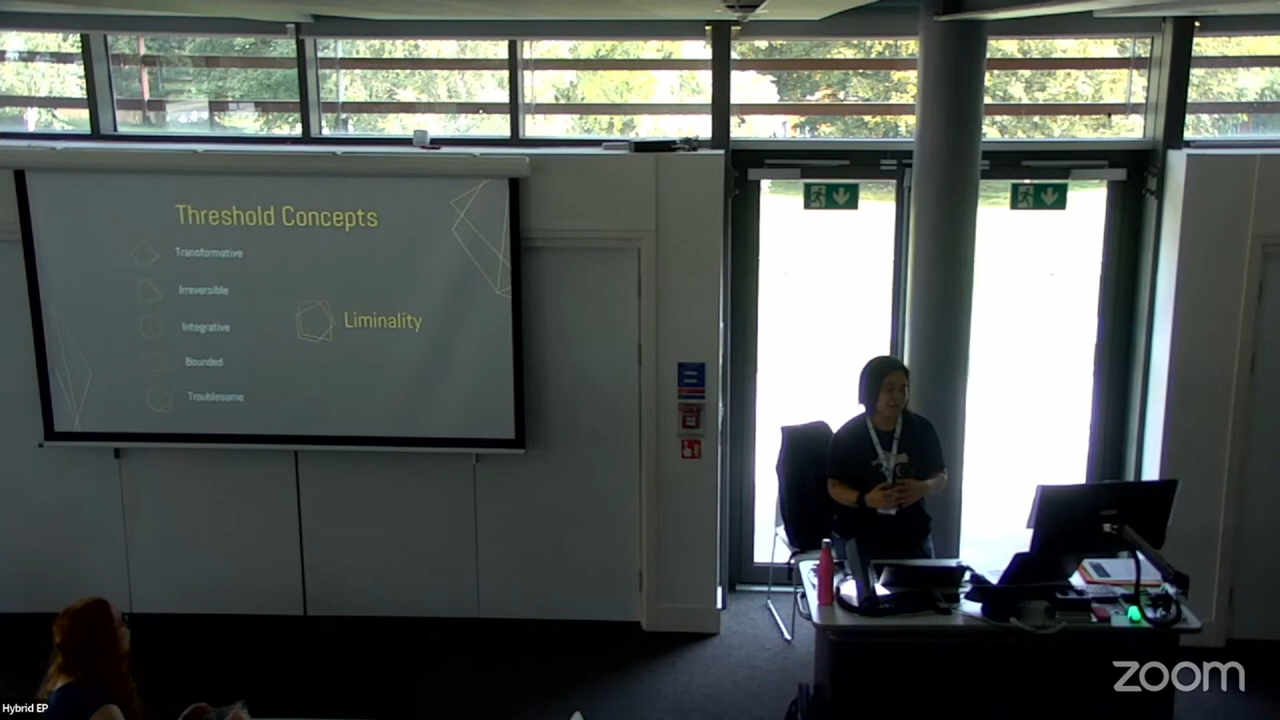 Threshold Concepts
Transformative
Irreversible
Integrative
Liminality
Bounded
Troublesome
zoom
Hybrid EP